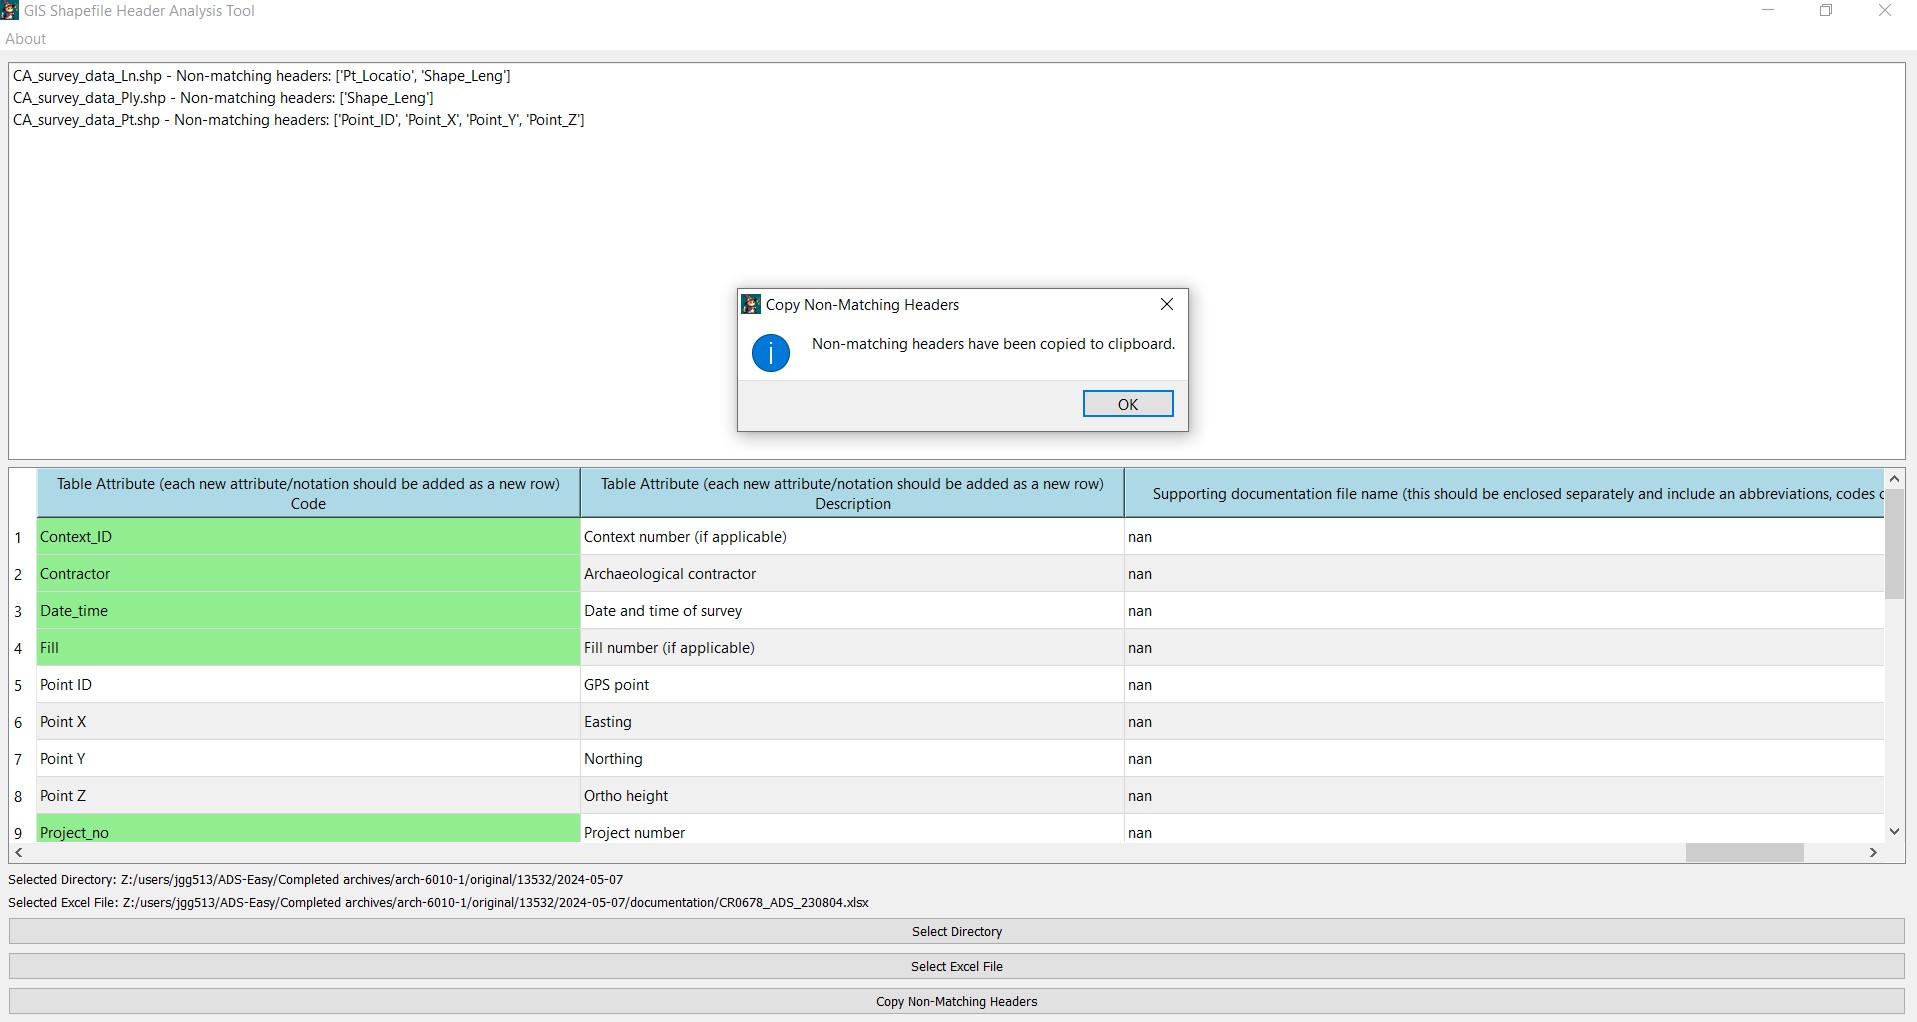 GIS Shapefile Header Analysis Tool
About
CA_survey_data_Ln.shp - Non-matching headers: ['Pt_Locatio', 'Shape_Leng']
CA_survey_data_Ply.shp - Non-matching headers: ['Shape_Leng']
CA_survey_data_Pt.shp - Non-matching headers: ['Point_ID', 'Point_X', 'Point_Y', 'Point_Z']
Copy Non-Matching Headers
Non-matching headers have been copied to clipboard.
OK
Table Attribute (each new attribute/notation should be added as a new row)
Code
Table Attribute (each new attribute/notation should be added as a new row)
Description
Supporting documentation file name (this should be enclosed separately and include an abbreviations, codes
1 Context_ID Context number (if applicable) nan
2 Contractor Archaeological contractor nan
3 Date_time Date and time of survey nan
4 Fill Fill number (if applicable) nan
5 Point ID GPS point nan
6 Point X Easting nan
7 Point Y Northing nan
8 Point Z Ortho height nan
9 Project_no Project number nan
Selected Directory: Z:/users/jgg513/ADS-Easy/Completed archives/arch-6010-1/original/13532/2024-05-07
Selected Excel File: Z:/users/jgg513/ADS-Easy/Completed archives/arch-6010-1/original/13532/2024-05-07/documentation/CR0678_ADS_230804.xlsx
Select Directory
Select Excel File
Copy Non-Matching Headers